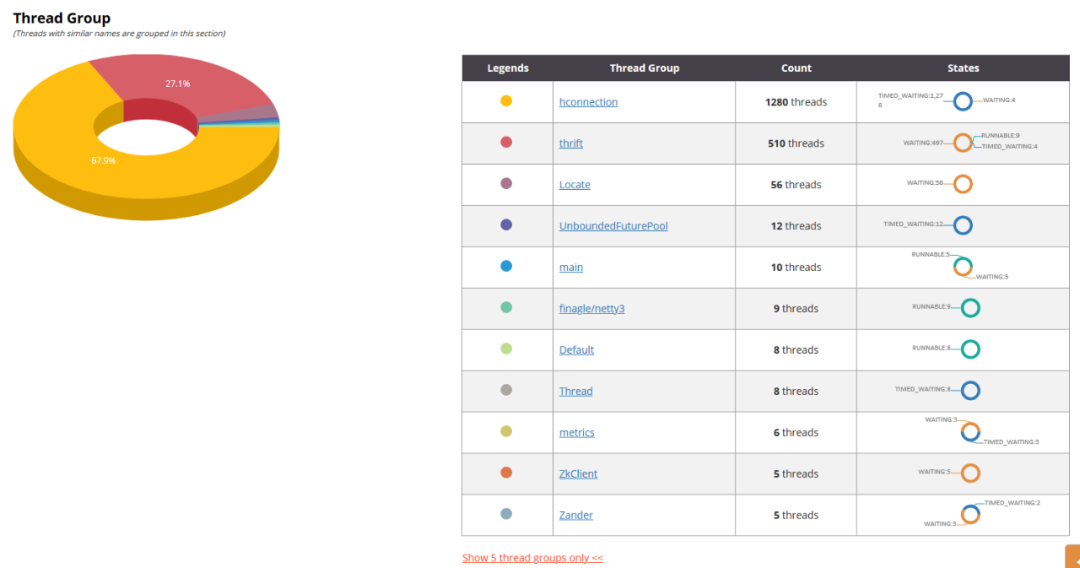 Thread Group
(Threads with similar names are grouped in this section)
27.1%
67.9%
Legends Thread Group Count States
hconnection 1280 threads TIMED_WAITING:1,27
6 WAITING:4
thrift 510 threads WAITING:497 RUNNABLE:9
TIMED_WAITING:4
Locate 56 threads WAITING:56
UnboundedFuturePool 12 threads TIMED_WAITING:12
main 10 threads RUNNABLE:5
WAITING:5
finagle/netty3 9 threads RUNNABLE:9
Default 8 threads RUNNABLE:8
Thread 8 threads TIMED_WAITING:8
metrics 6 threads WAITING:3
TIMED_WAITING:3
ZkClient 5 threads WAITING:5
Zander 5 threads TIMED_WAITING:2
WAITING:3
Show 5 thread groups only <<